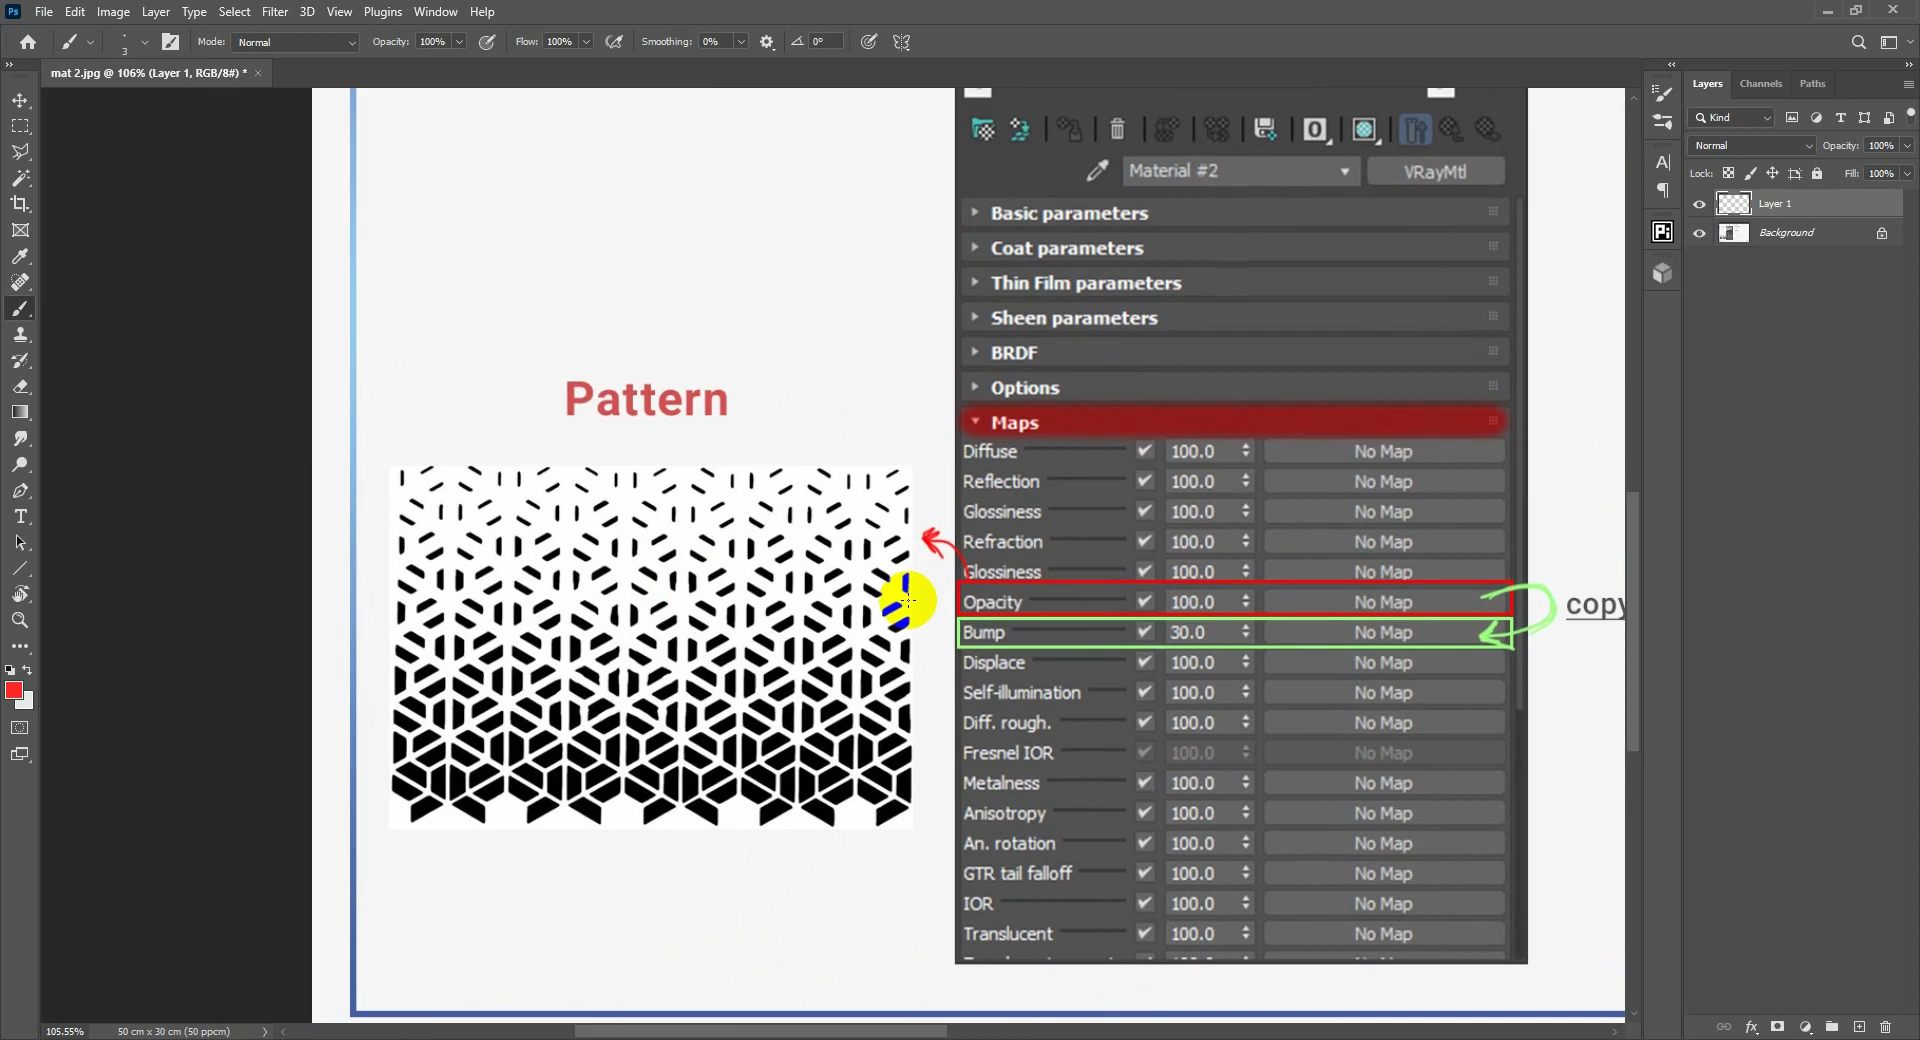 Ps File Edit Image Layer Type Select Filter 3D View Plugins Window Help
3 Mode: Normal Opacity: 100% Flow: 100% Smoothing: 0% 0°
mat 2.jpg @ 106% (Layer 1, RGB/8#) * ×
Layers Channels Paths
Kind
Normal Opacity: 100%
Lock: Fill: 100%
Layer 1
Background
Material #2 VRayMtl
Basic parameters
Coat parameters
Thin Film parameters
Sheen parameters
BRDF
Options
Pattern
Maps
Diffuse 100.0 No Map
Reflection 100.0 No Map
Glossiness 100.0 No Map
Refraction 100.0 No Map
Glossiness 100.0 No Map
Opacity 100.0 No Map
copy
Bump 30.0 No Map
Displace 100.0 No Map
Self-illumination 100.0 No Map
Diff. rough. 100.0 No Map
Fresnel IOR 100.0 No Map
Metalness 100.0 No Map
Anisotropy 100.0 No Map
An. rotation 100.0 No Map
GTR tail falloff 100.0 No Map
IOR 100.0 No Map
Translucent 100.0 No Map
105.55% 50 cm x 30 cm (50 ppcm)